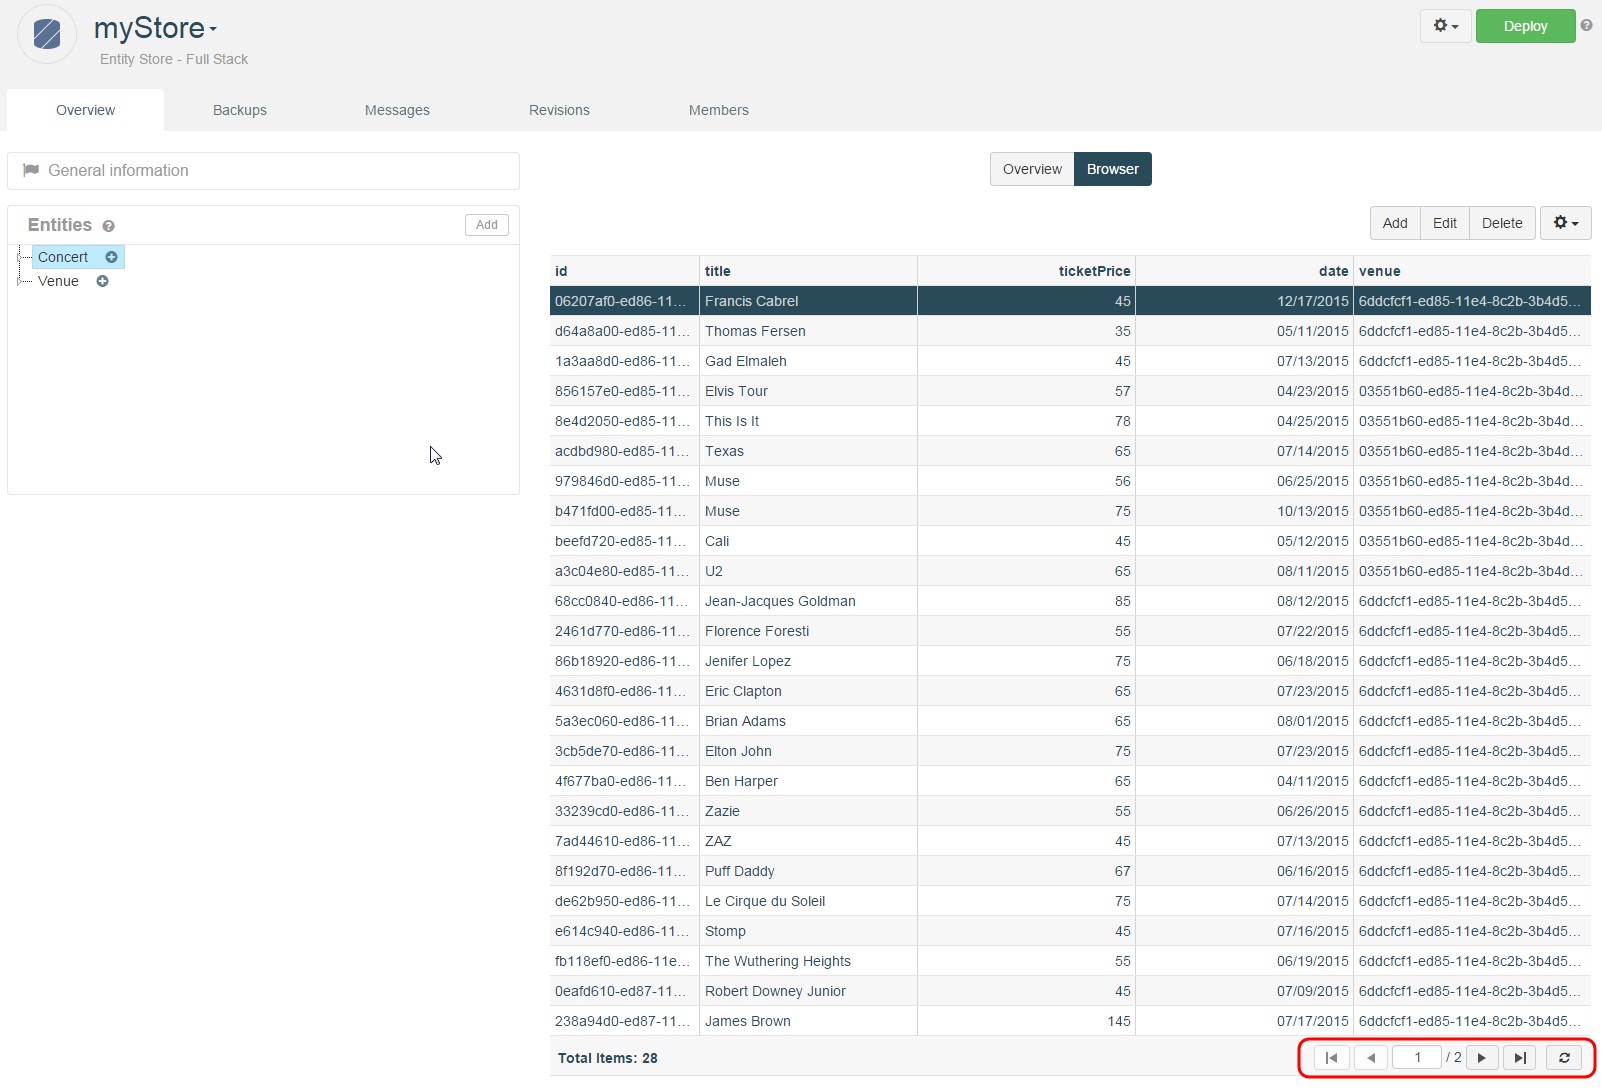 myStore
Entity Store - Full Stack
Deploy
Overview Backups Messages Revisions Members
General information
Overview Browser
Entities Add
Add Edit Delete
Concert
Venue
id title ticketPrice date venue
06207af0-ed86-11... Francis Cabrel 45 12/17/2015 6ddcfcf1-ed85-11e4-8c2b-3b4d5...
d64a8a00-ed85-11... Thomas Fersen 35 05/11/2015 6ddcfcf1-ed85-11e4-8c2b-3b4d5...
1a3aa8d0-ed86-11... Gad Elmaleh 45 07/13/2015 6ddcfcf1-ed85-11e4-8c2b-3b4d5...
856157e0-ed85-11... Elvis Tour 57 04/23/2015 03551b60-ed85-11e4-8c2b-3b4d...
8e4d2050-ed85-11... This Is It 78 04/25/2015 03551b60-ed85-11e4-8c2b-3b4d...
acdbd980-ed85-11... Texas 65 07/14/2015 03551b60-ed85-11e4-8c2b-3b4d...
979846d0-ed85-11... Muse 56 06/25/2015 03551b60-ed85-11e4-8c2b-3b4d...
b471fd00-ed85-11... Muse 75 10/13/2015 03551b60-ed85-11e4-8c2b-3b4d...
beefd720-ed85-11... Cali 45 05/12/2015 03551b60-ed85-11e4-8c2b-3b4d...
a3c04e80-ed85-11... U2 65 08/11/2015 03551b60-ed85-11e4-8c2b-3b4d...
68cc0840-ed86-11... Jean-Jacques Goldman 85 08/12/2015 6ddcfcf1-ed85-11e4-8c2b-3b4d5...
2461d770-ed86-11... Florence Foresti 55 07/22/2015 6ddcfcf1-ed85-11e4-8c2b-3b4d5...
86b18920-ed86-11... Jenifer Lopez 75 06/18/2015 6ddcfcf1-ed85-11e4-8c2b-3b4d5...
4631d8f0-ed86-11... Eric Clapton 65 07/23/2015 6ddcfcf1-ed85-11e4-8c2b-3b4d5...
5a3ec060-ed86-11... Brian Adams 65 08/01/2015 6ddcfcf1-ed85-11e4-8c2b-3b4d5...
3cb5de70-ed86-11... Elton John 75 07/23/2015 6ddcfcf1-ed85-11e4-8c2b-3b4d5...
4f677ba0-ed86-11... Ben Harper 65 04/11/2015 6ddcfcf1-ed85-11e4-8c2b-3b4d5...
33239cd0-ed86-11... Zazie 55 06/26/2015 6ddcfcf1-ed85-11e4-8c2b-3b4d5...
7ad44610-ed86-11... ZAZ 45 07/13/2015 6ddcfcf1-ed85-11e4-8c2b-3b4d5...
8f192d70-ed86-11... Puff Daddy 67 06/16/2015 6ddcfcf1-ed85-11e4-8c2b-3b4d5...
de62b950-ed86-11... Le Cirque du Soleil 75 07/14/2015 6ddcfcf1-ed85-11e4-8c2b-3b4d5...
e614c940-ed86-11... Stomp 45 07/16/2015 6ddcfcf1-ed85-11e4-8c2b-3b4d5...
fb118ef0-ed86-11e... The Wuthering Heights 55 06/19/2015 6ddcfcf1-ed85-11e4-8c2b-3b4d5...
0eafd610-ed87-11... Robert Downey Junior 45 07/09/2015 6ddcfcf1-ed85-11e4-8c2b-3b4d5...
238a94d0-ed87-11... James Brown 145 07/17/2015 6ddcfcf1-ed85-11e4-8c2b-3b4d5...
Total Items: 28 1 / 2